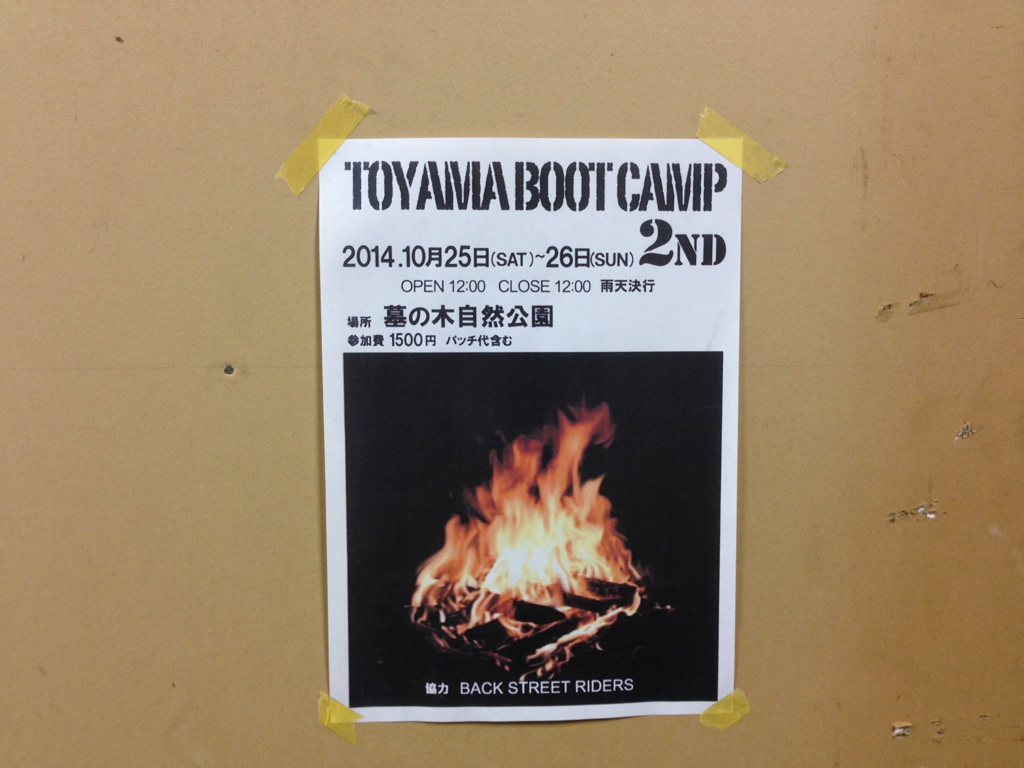 TOYAMA BOOT CAMP
2ND
2014.10月25日(SAT)~26日(SUN)
OPEN 12:00 CLOSE 12:00 雨天決行
場所 墓の木自然公園
参加費 1500円 バッチ代含む
協力 BACK STREET RIDERS